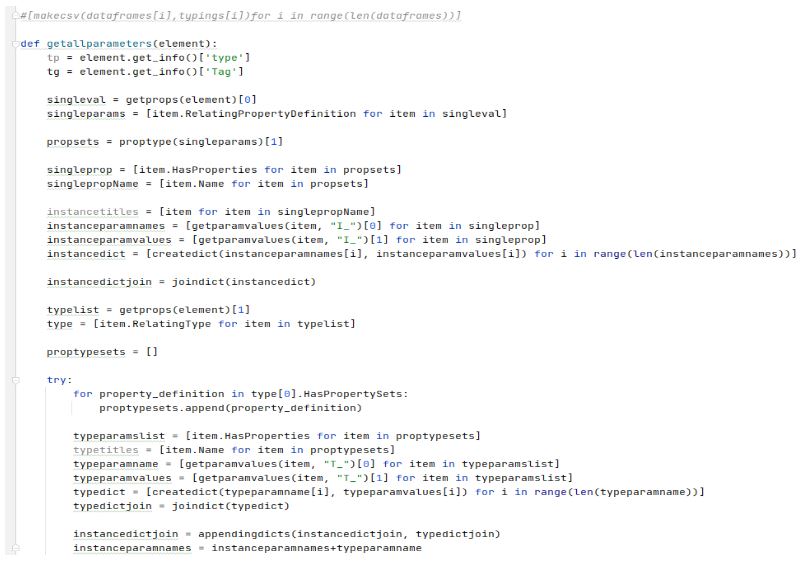 #[makecsv(dataframes[i],typings[i])for i in range(len(dataframes))]
def getallparameters(element):
    tp = element.get_info()['type']
    tg = element.get_info()['Tag']
    singleval = getprops(element)[0]
    singleparams = [item.RelatingPropertyDefinition for item in singleval]
    propsets = proptype(singleparams)[1]
    singleprop = [item.HasProperties for item in propsets]
    singlepropName = [item.Name for item in propsets]
    instancetitles = [item for item in singlepropName]
    instanceparamnames = [getparamvalues(item, "I_")[0] for item in singleprop]
    instanceparamvalues = [getparamvalues(item, "I_")[1] for item in singleprop]
    instancedict = [createdict(instanceparamnames[i], instanceparamvalues[i]) for i in range(len(instanceparamnames))]
    instancedictjoin = joindict(instancedict)
    typelist = getprops(element)[1]
    type = [item.RelatingType for item in typelist]
    proptypesets = []
    try:
        for property_definition in type[0].HasPropertySets:
            proptypesets.append(property_definition)
        typeparamslist = [item.HasProperties for item in proptypesets]
        typetitles = [item.Name for item in proptypesets]
        typeparamname = [getparamvalues(item, "T_")[0] for item in typeparamslist]
        typeparamvalues = [getparamvalues(item, "T_")[1] for item in typeparamslist]
        typedict = [createdict(typeparamname[i], typeparamvalues[i]) for i in range(len(typeparamname))]
        typedictjoin = joindict(typedict)
        instancedictjoin = appendingdicts(instancedictjoin, typedictjoin)
        instanceparamnames = instanceparamnames+typeparamname